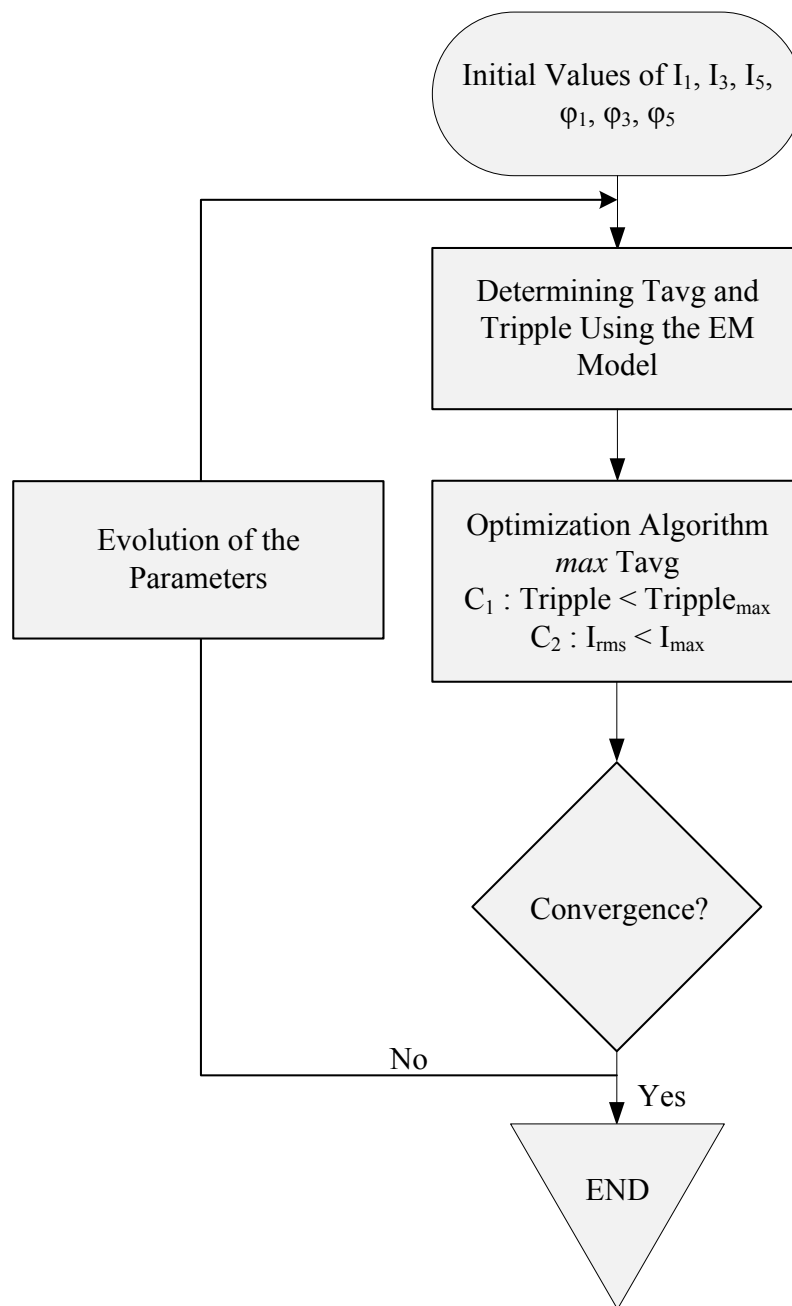 Initial Values of I₁, I₃, I₅,
φ₁, φ₃, φ₅
Determining Tavg and
Tripple Using the EM
Model
Evolution of the
Parameters
Optimization Algorithm
max Tavg
C₁ : Tripple < Tripplemax
C₂ : Irms < Imax
Convergence?
No
Yes
END